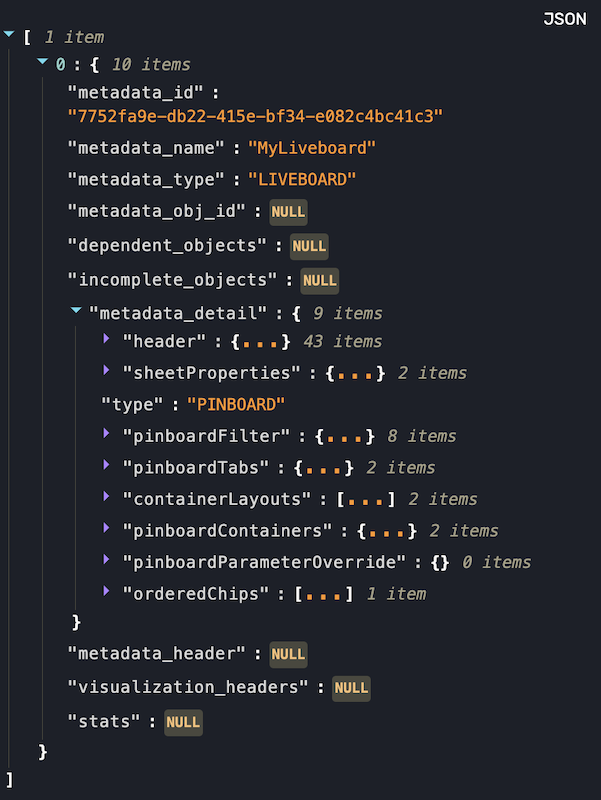 JSON
[ 1 item
0 : { 10 items
"metadata_id" :
"7752fa9e-db22-415e-bf34-e082c4bc41c3"
"metadata_name" : "MyLiveboard"
"metadata_type" : "LIVEBOARD"
"metadata_obj_id" : NULL
"dependent_objects" : NULL
"incomplete_objects" : NULL
"metadata_detail" : { 9 items
"header" : {...} 43 items
"sheetProperties" : {...} 2 items
"type" : "PINBOARD"
"pinboardFilter" : {...} 8 items
"pinboardTabs" : {...} 2 items
"containerLayouts" : [...] 2 items
"pinboardContainers" : {...} 2 items
"pinboardParameterOverride" : {} 0 items
"orderedChips" : [...] 1 item
}
"metadata_header" : NULL
"visualization_headers" : NULL
"stats" : NULL
}
]